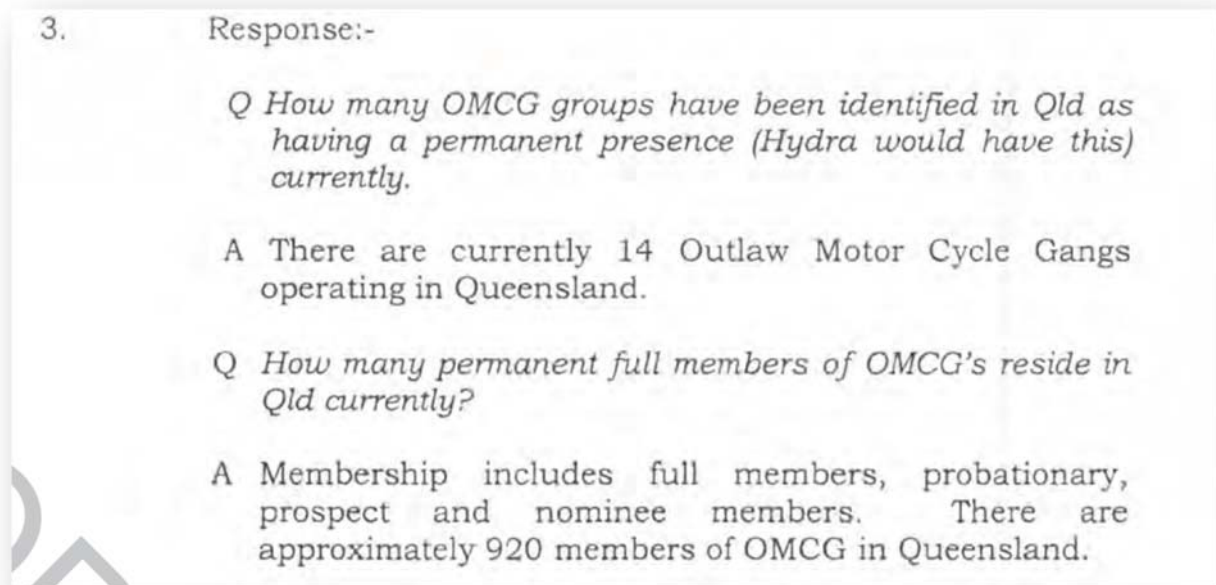 3. Response:-
Q How many OMCG groups have been identified in Qld as
having a permanent presence (Hydra would have this)
currently.
A There are currently 14 Outlaw Motor Cycle Gangs
operating in Queensland.
Q How many permanent full members of OMCG's reside in
Qld currently?
A Membership includes full members, probationary,
prospect and nominee members. There are
approximately 920 members of OMCG in Queensland.